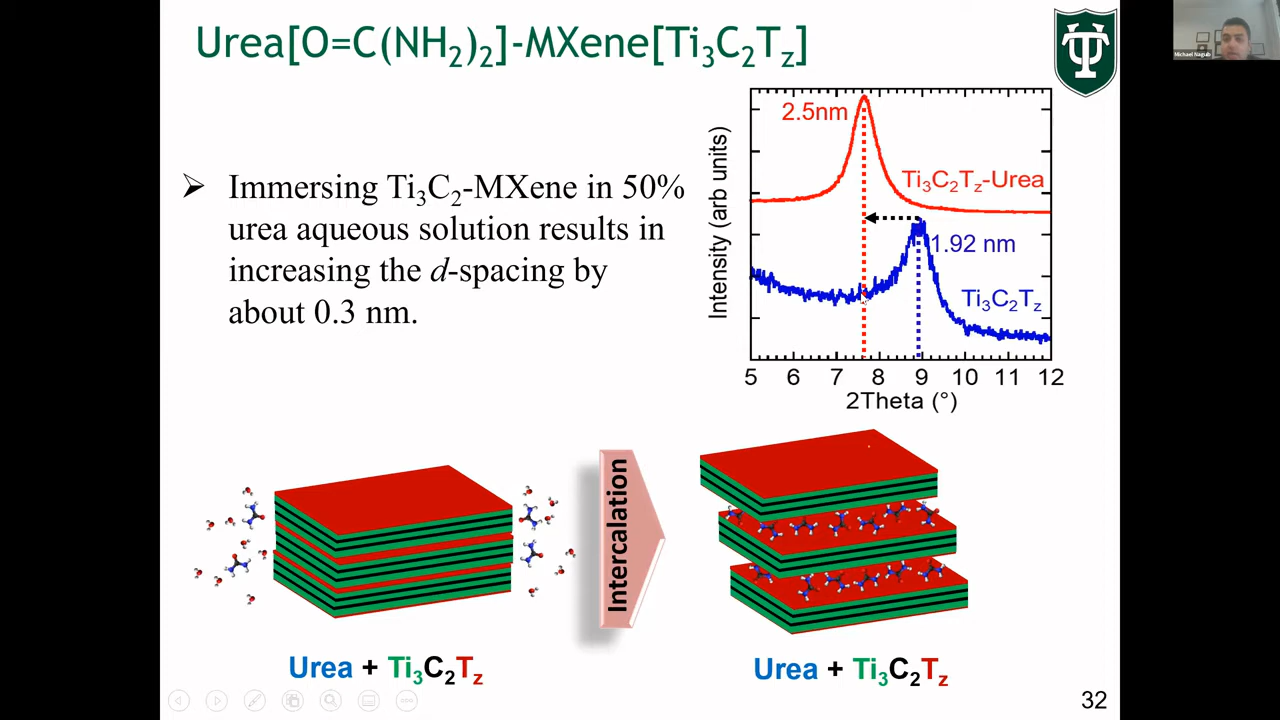 Urea[O=C(NH₂)₂]-MXene[Ti₃C₂T𝓏]
Michael Naguib
➢ Immersing Ti₃C₂-MXene in 50%
urea aqueous solution results in
increasing the d-spacing by
about 0.3 nm.
Intensity (arb units)
2.5nm
Ti₃C₂T𝓏-Urea
1.92 nm
Ti₃C₂T𝓏
5 6 7 8 9 10 11 12
2Theta (°)
Intercalation
Urea + Ti₃C₂T𝓏
Urea + Ti₃C₂T𝓏
32